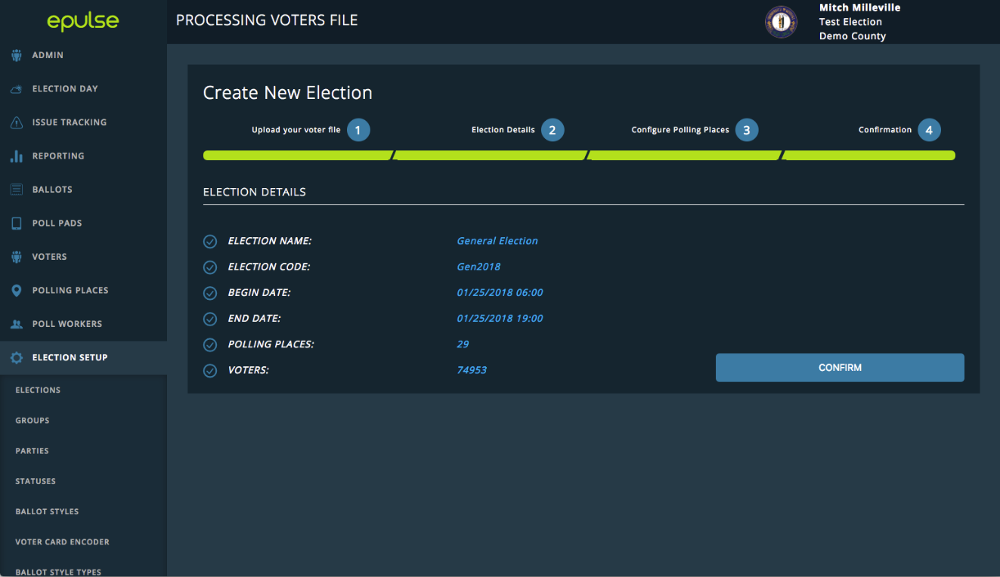 epulse
PROCESSING VOTERS FILE
Mitch Milleville
Test Election
Demo County
ADMIN
ELECTION DAY
ISSUE TRACKING
REPORTING
BALLOTS
POLL PADS
VOTERS
POLLING PLACES
POLL WORKERS
ELECTION SETUP
ELECTIONS
GROUPS
PARTIES
STATUSES
BALLOT STYLES
VOTER CARD ENCODER
BALLOT STYLE TYPES
Create New Election
Upload your voter file 1 Election Details 2 Configure Polling Places 3 Confirmation 4
ELECTION DETAILS
ELECTION NAME: General Election
ELECTION CODE: Gen2018
BEGIN DATE: 01/25/2018 06:00
END DATE: 01/25/2018 19:00
POLLING PLACES: 29
VOTERS: 74953
CONFIRM